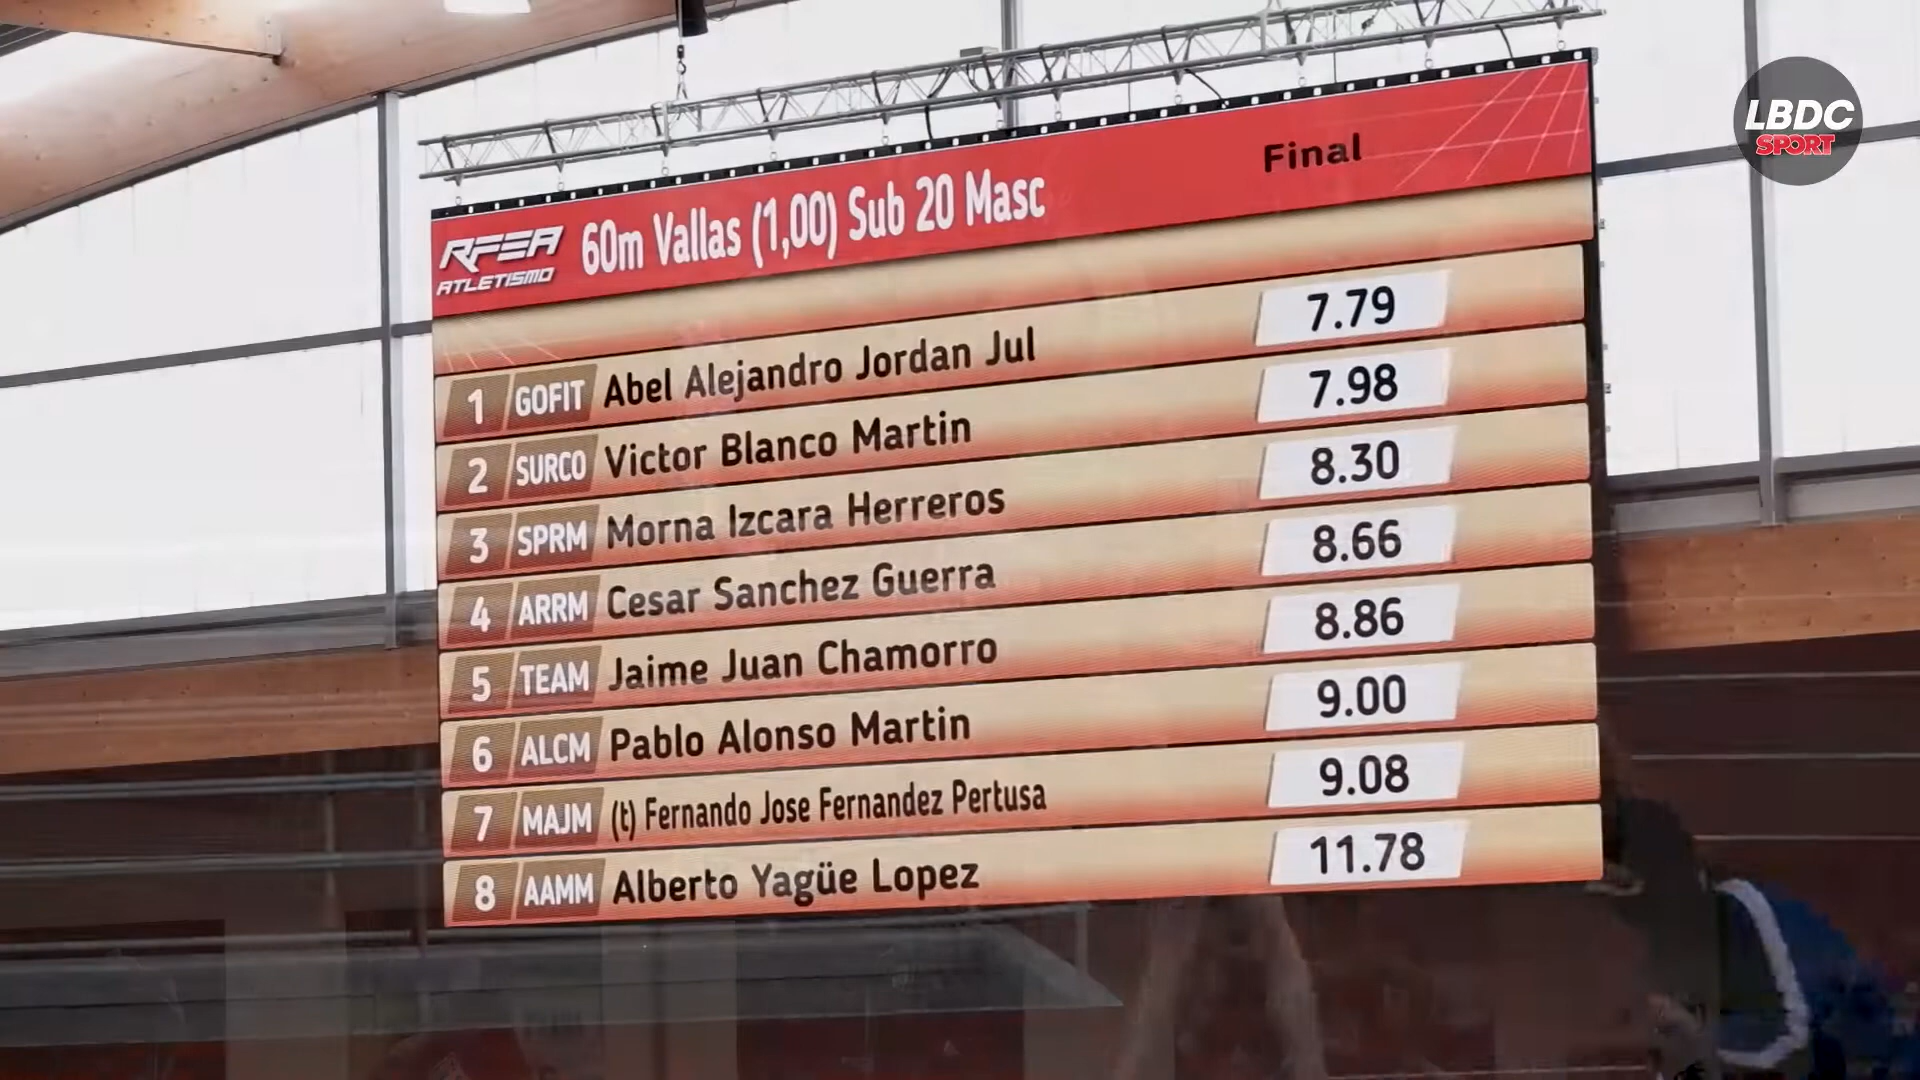 LBDC
SPORT
Final
RFEA
ATLETISMO
60m Vallas (1,00) Sub 20 Masc
1 GOFIT Abel Alejandro Jordan Jul 7.79
2 SURCO Victor Blanco Martin 7.98
3 SPRM Morna Izcara Herreros 8.30
4 ARRM Cesar Sanchez Guerra 8.66
5 TEAM Jaime Juan Chamorro 8.86
6 ALCM Pablo Alonso Martin 9.00
7 MAJM (t) Fernando Jose Fernandez Pertusa 9.08
8 AAMM Alberto Yagüe Lopez 11.78